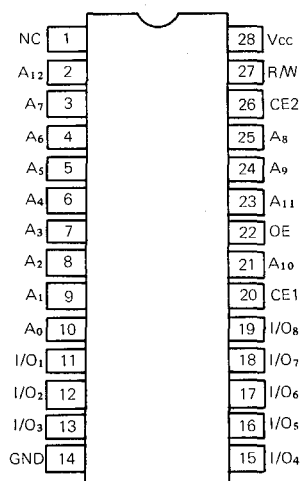 NC 1 28 Vcc
A₁₂ 2 27 R/W
A₇ 3 26 CE2
A₆ 4 25 A₈
A₅ 5 24 A₉
A₄ 6 23 A₁₁
A₃ 7 22 OE
A₂ 8 21 A₁₀
A₁ 9 20 CE1
A₀ 10 19 I/O₈
I/O₁ 11 18 I/O₇
I/O₂ 12 17 I/O₆
I/O₃ 13 16 I/O₅
GND 14 15 I/O₄